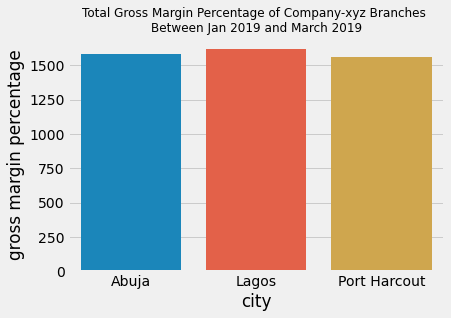 Total Gross Margin Percentage of Company-xyz Branches
Between Jan 2019 and March 2019
gross margin percentage
1500
1250
1000
750
500
250
0
Abuja
Lagos
Port Harcout
city